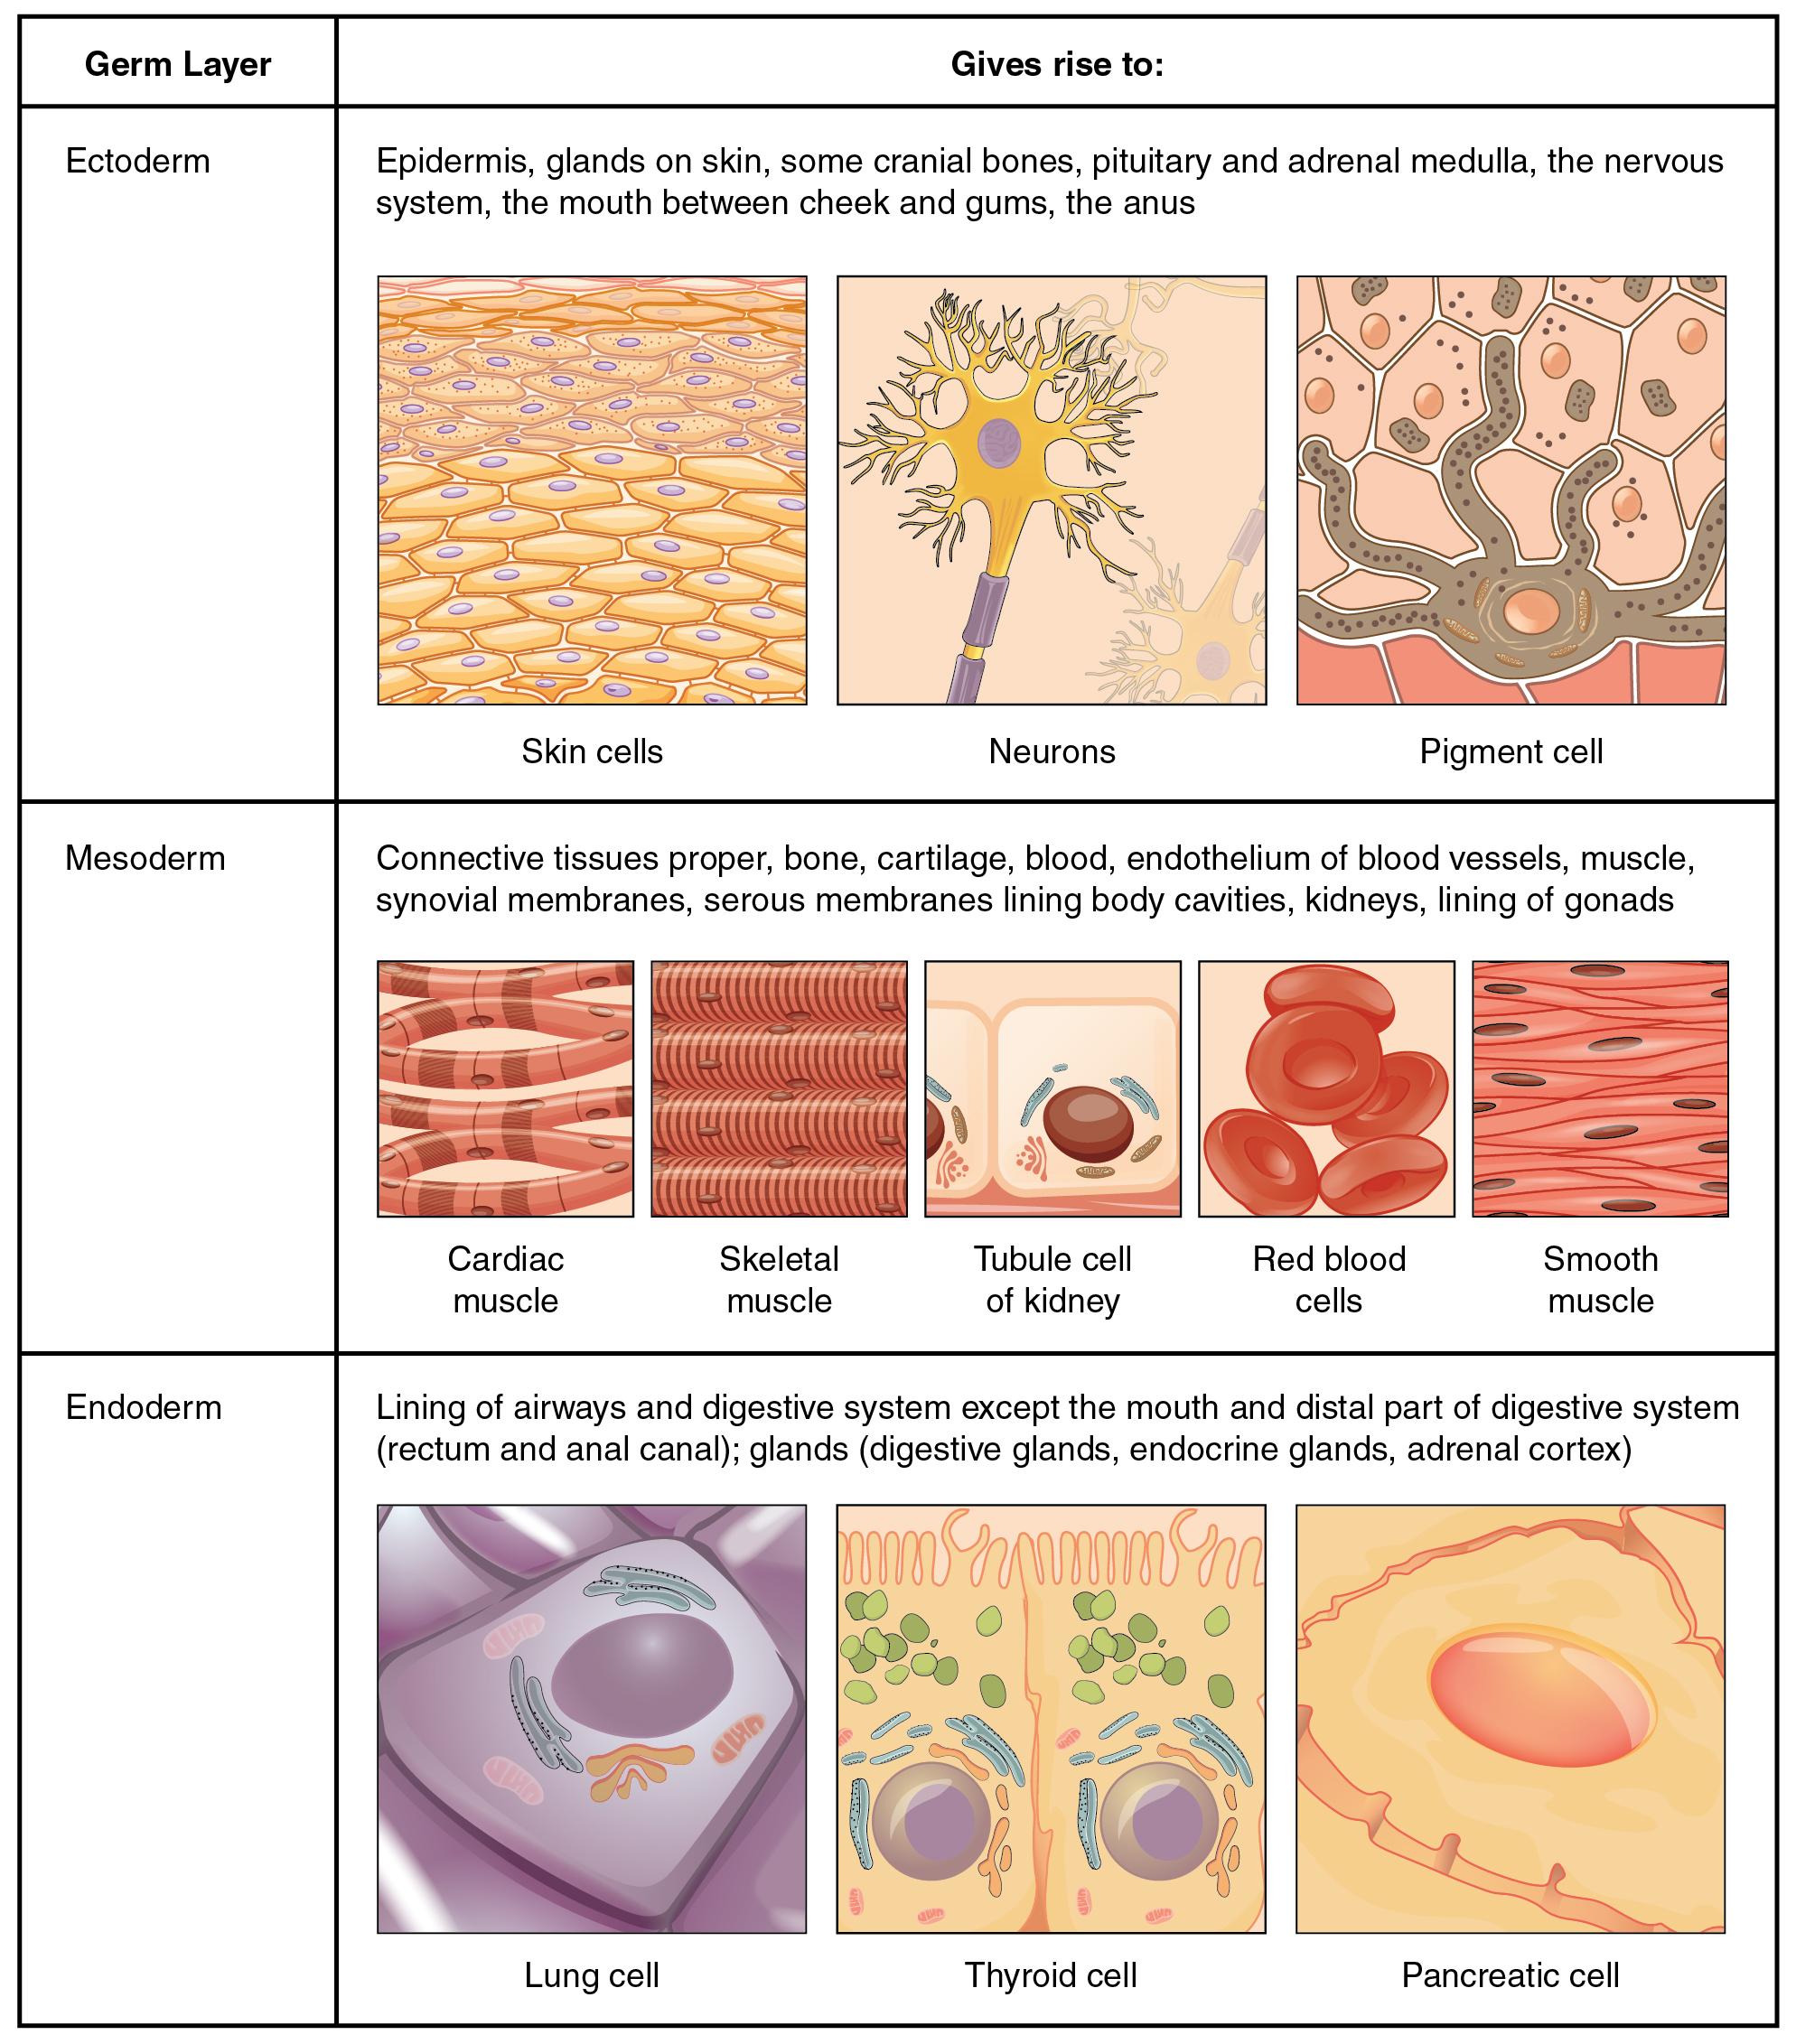 Germ Layer
Gives rise to:
Ectoderm
Epidermis, glands on skin, some cranial bones, pituitary and adrenal medulla, the nervous
system, the mouth between cheek and gums, the anus
Skin cells
Neurons
Pigment cell
Mesoderm
Connective tissues proper, bone, cartilage, blood, endothelium of blood vessels, muscle,
synovial membranes, serous membranes lining body cavities, kidneys, lining of gonads
Cardiac
muscle
Skeletal
muscle
Tubule cell
of kidney
Red blood
cells
Smooth
muscle
Endoderm
Lining of airways and digestive system except the mouth and distal part of digestive system
(rectum and anal canal); glands (digestive glands, endocrine glands, adrenal cortex)
Lung cell
Thyroid cell
Pancreatic cell